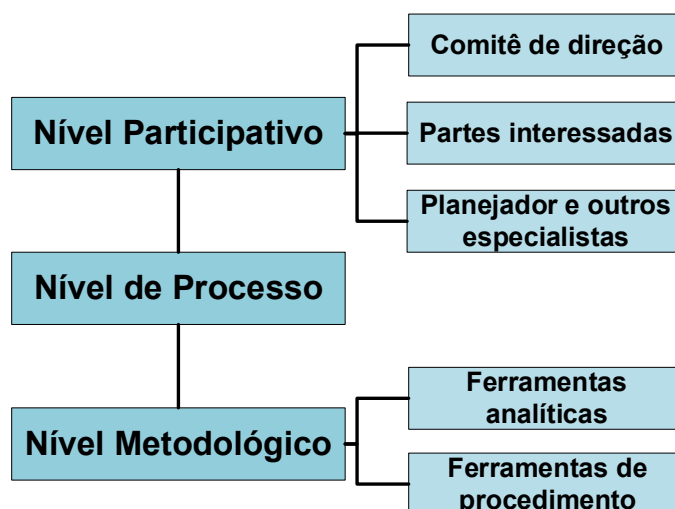 Comitê de direção
Nível Participativo
Partes interessadas
Planejador e outros
especialistas
Nível de Processo
Ferramentas
analíticas
Nível Metodológico
Ferramentas de
procedimento